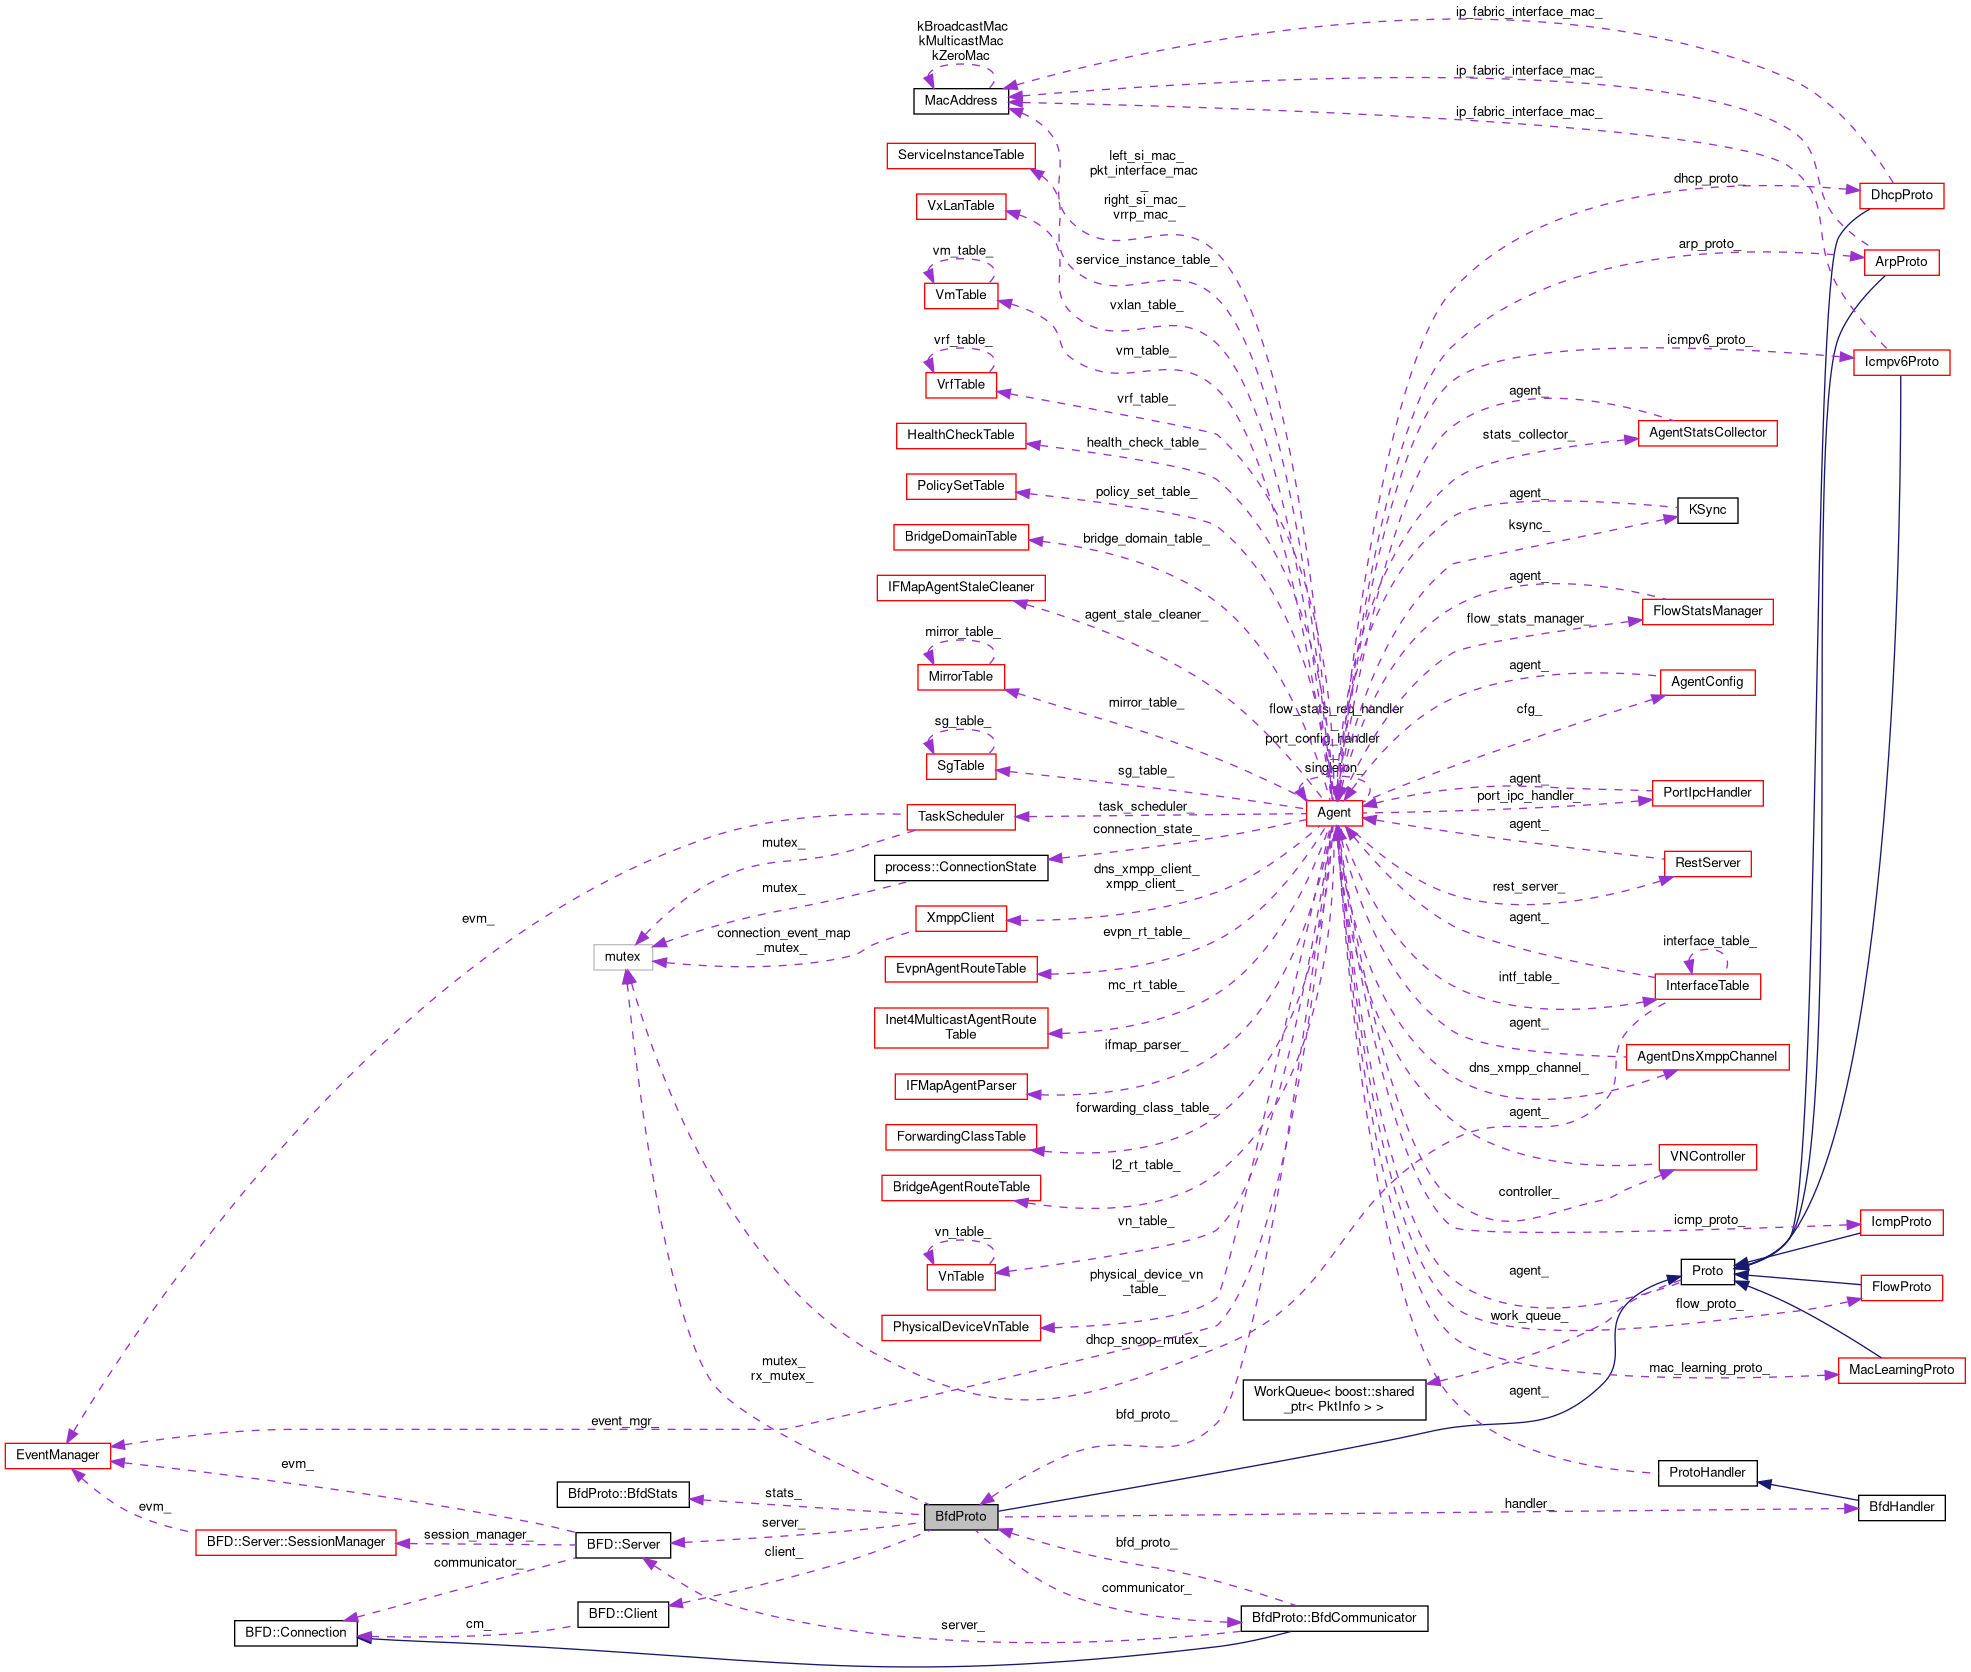 kBroadcastMac
kMulticastMac
kZeroMac
MacAddress
ip_fabric_interface_mac_
ip_fabric_interface_mac_
ip_fabric_interface_mac_
ServiceInstanceTable
left_si_mac_
pkt_interface_mac
_
right_si_mac_
vrrp_mac_
dhcp_proto_
DhcpProto
VxLanTable
vm_table_
VmTable
service_instance_table_
vxlan_table_
arp_proto_
ArpProto
vrf_table_
VrfTable
vm_table_
vrf_table_
icmpv6_proto_
Icmpv6Proto
HealthCheckTable
health_check_table_
agent_
stats_collector_
AgentStatsCollector
PolicySetTable
policy_set_table_
agent_
ksync_
KSync
BridgeDomainTable
bridge_domain_table_
IFMapAgentStaleCleaner
agent_stale_cleaner_
agent_
flow_stats_manager_
FlowStatsManager
mirror_table_
MirrorTable
mirror_table_
agent_
cfg_
AgentConfig
sg_table_
SgTable
sg_table_
flow_stats_req_handler
_
port_config_handler
_
singleton_
Agent
agent_
port_ipc_handler_
PortIpcHandler
TaskScheduler
task_scheduler_
connection_state_
agent_
mutex_
process::ConnectionState
mutex_
dns_xmpp_client_
xmpp_client_
rest_server_
RestServer
evm_
XmppClient
connection_event_map
_mutex_
mutex
evpn_rt_table_
EvpnAgentRouteTable
agent_
interface_table_
intf_table_
InterfaceTable
mc_rt_table_
Inet4MulticastAgentRoute
Table
agent_
ifmap_parser_
IFMapAgentParser
dns_xmpp_channel_
AgentDnsXmppChannel
forwarding_class_table_
ForwardingClassTable
agent_
l2_rt_table_
BridgeAgentRouteTable
VNController
controller_
vn_table_
VnTable
vn_table_
icmp_proto_
IcmpProto
physical_device_vn
_table_
PhysicalDeviceVnTable
agent_
Proto
work_queue_
flow_proto_
FlowProto
dhcp_snoop_mutex_
mutex_
rx_mutex_
mac_learning_proto_
MacLearningProto
WorkQueue< boost::shared
_ptr< PktInfo > >
agent_
event_mgr_
bfd_proto_
EventManager
evm_
ProtoHandler
BfdProto::BfdStats
stats_
BfdProto
handler_
BfdHandler
evm_
BFD::Server::SessionManager
session_manager_
server_
BFD::Server
communicator_
client_
bfd_proto_
communicator_
BFD::Client
BfdProto::BfdCommunicator
BFD::Connection
cm_
server_